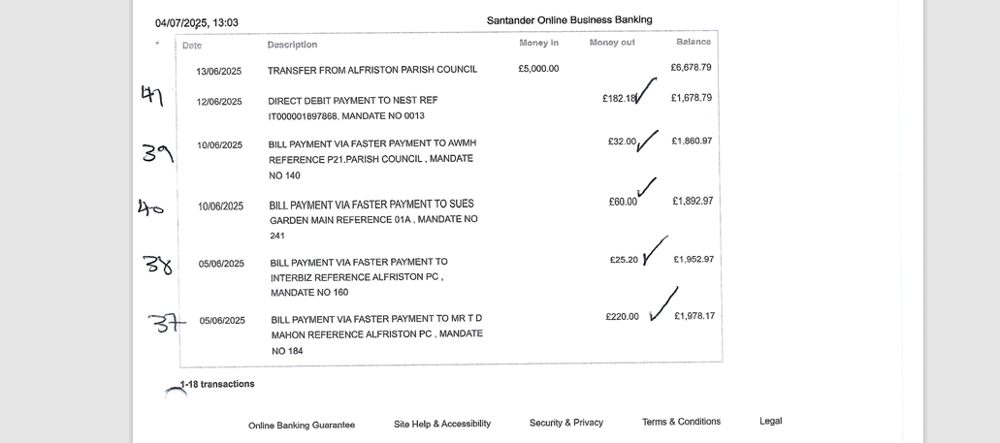 04/07/2025, 13:03 Santander Online Business Banking
Date Description Money in Money out Balance
13/06/2025 TRANSFER FROM ALFRISTON PARISH COUNCIL £5,000.00 £6,678.79
41 12/06/2025 DIRECT DEBIT PAYMENT TO NEST REF £182.18 £1,678.79
IT000001897868, MANDATE NO 0013
39 10/06/2025 BILL PAYMENT VIA FASTER PAYMENT TO AWMH £32.00 £1,860.97
REFERENCE P21.PARISH COUNCIL , MANDATE
NO 140
40 10/06/2025 BILL PAYMENT VIA FASTER PAYMENT TO SUES £60.00 £1,892.97
GARDEN MAIN REFERENCE 01A , MANDATE NO
241
38 05/06/2025 BILL PAYMENT VIA FASTER PAYMENT TO £25.20 £1,952.97
INTERBIZ REFERENCE ALFRISTON PC ,
MANDATE NO 160
37 05/06/2025 BILL PAYMENT VIA FASTER PAYMENT TO MR T D £220.00 £1,978.17
MAHON REFERENCE ALFRISTON PC , MANDATE
NO 184
1-18 transactions
Online Banking Guarantee Site Help & Accessibility Security & Privacy Terms & Conditions Legal